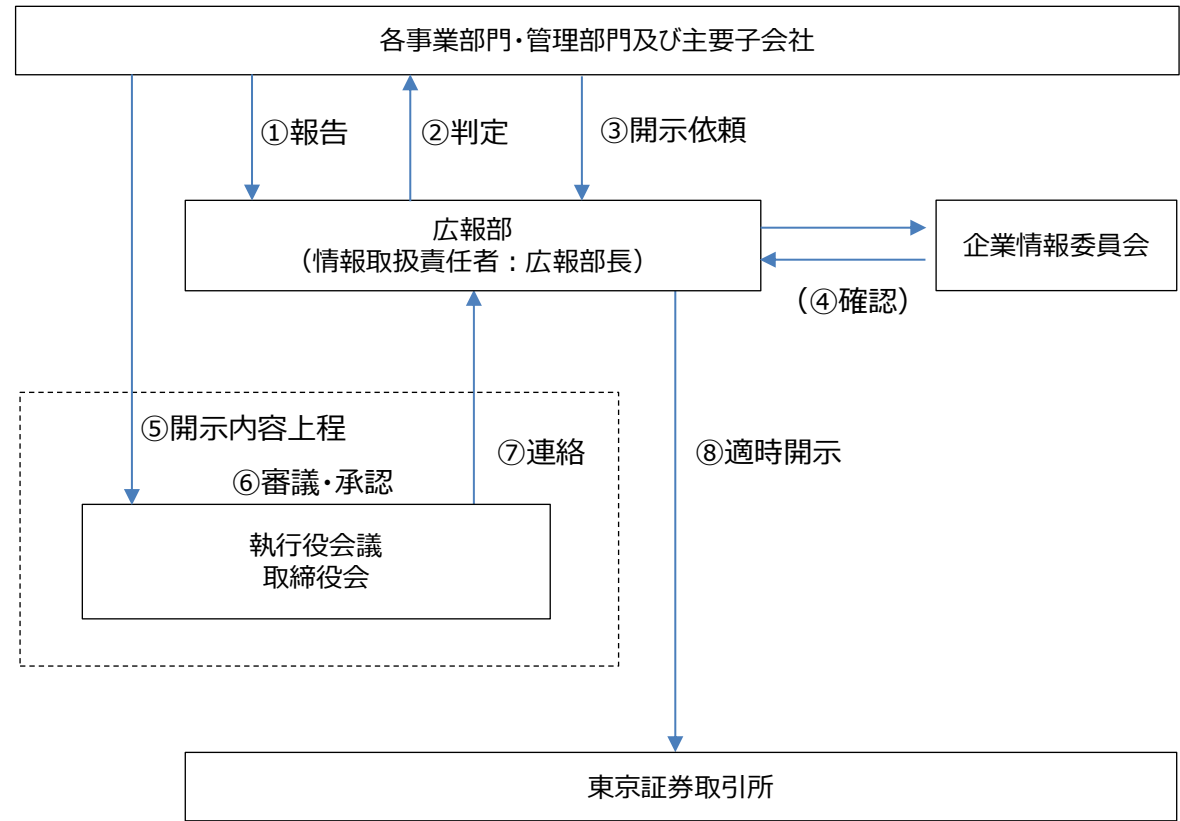 各事業部門・管理部門及び主要子会社
①報告
②判定
③開示依頼
広報部
（情報取扱責任者：広報部長）
企業情報委員会
（④確認）
⑤開示内容上程
⑥審議・承認
⑦連絡
⑧適時開示
執行役会議
取締役会
東京証券取引所